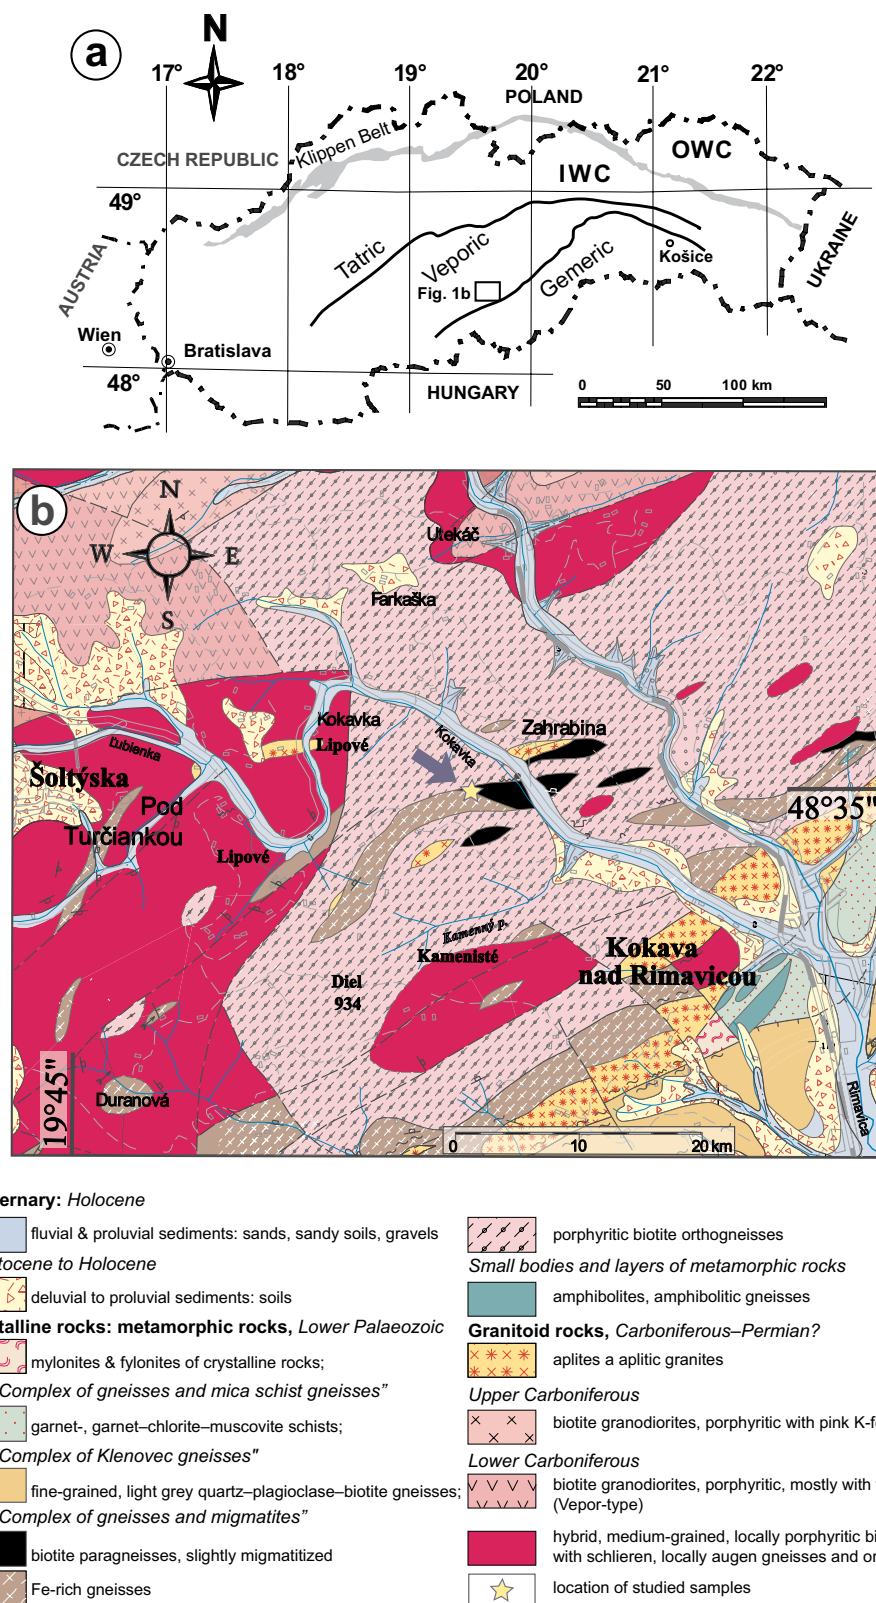 a
N
17°
18°
19°
20°
21°
22°
POLAND
CZECH REPUBLIC
Klippen Belt
OWC
IWC
49°
AUSTRIA
Tatric
Veporic
Gemeric
Košice
UKRAINE
Fig. 1b
Wien
Bratislava
48°
HUNGARY
0 50 100 km
b
N
W E
S
Utekáč
Farkaška
Kokavka
Lipové
Zahrabina
Kokavka
Ľubienka
Šoltýska
Pod
Turčiankou
Lipové
48°35"
Kamenný p.
Kamenisté
Kokava
nad Rimavicou
Diel
934
19°45"
Duranová
Rimavica
0 10 20 km
ernary: Holocene
fluvial & proluvial sediments: sands, sandy soils, gravels
tocene to Holocene
deluvial to proluvial sediments: soils
talline rocks: metamorphic rocks, Lower Palaeozoic
mylonites & fylonites of crystalline rocks;
Complex of gneisses and mica schist gneisses”
garnet-, garnet–chlorite–muscovite schists;
Complex of Klenovec gneisses"
fine-grained, light grey quartz–plagioclase–biotite gneisses;
Complex of gneisses and migmatites”
biotite paragneisses, slightly migmatitized
Fe-rich gneisses
porphyritic biotite orthogneisses
Small bodies and layers of metamorphic rocks
amphibolites, amphibolitic gneisses
Granitoid rocks, Carboniferous–Permian?
aplites a aplitic granites
Upper Carboniferous
biotite granodiorites, porphyritic with pink K-f
Lower Carboniferous
biotite granodiorites, porphyritic, mostly with
(Vepor-type)
hybrid, medium-grained, locally porphyritic bi
with schlieren, locally augen gneisses and or
location of studied samples